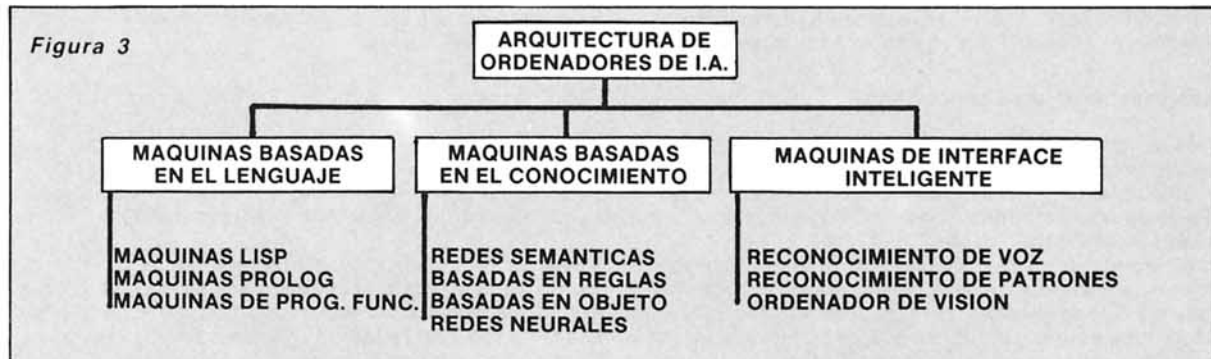 Figura 3
ARQUITECTURA DE
ORDENADORES DE I.A.
MAQUINAS BASADAS
EN EL LENGUAJE
MAQUINAS LISP
MAQUINAS PROLOG
MAQUINAS DE PROG. FUNC.
MAQUINAS BASADAS
EN EL CONOCIMIENTO
REDES SEMANTICAS
BASADAS EN REGLAS
BASADAS EN OBJETO
REDES NEURALES
MAQUINAS DE INTERFACE
INTELIGENTE
RECONOCIMIENTO DE VOZ
RECONOCIMIENTO DE PATRONES
ORDENADOR DE VISION